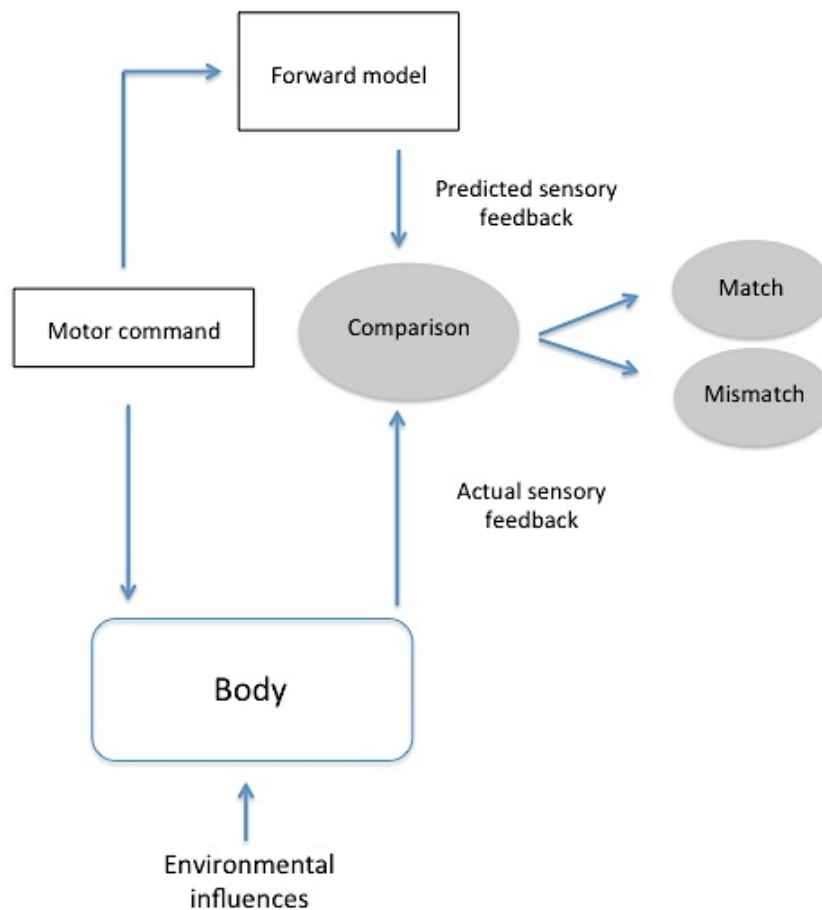 Forward model
Predicted sensory
feedback
Match
Motor command
Comparison
Mismatch
Actual sensory
feedback
Body
Environmental
influences